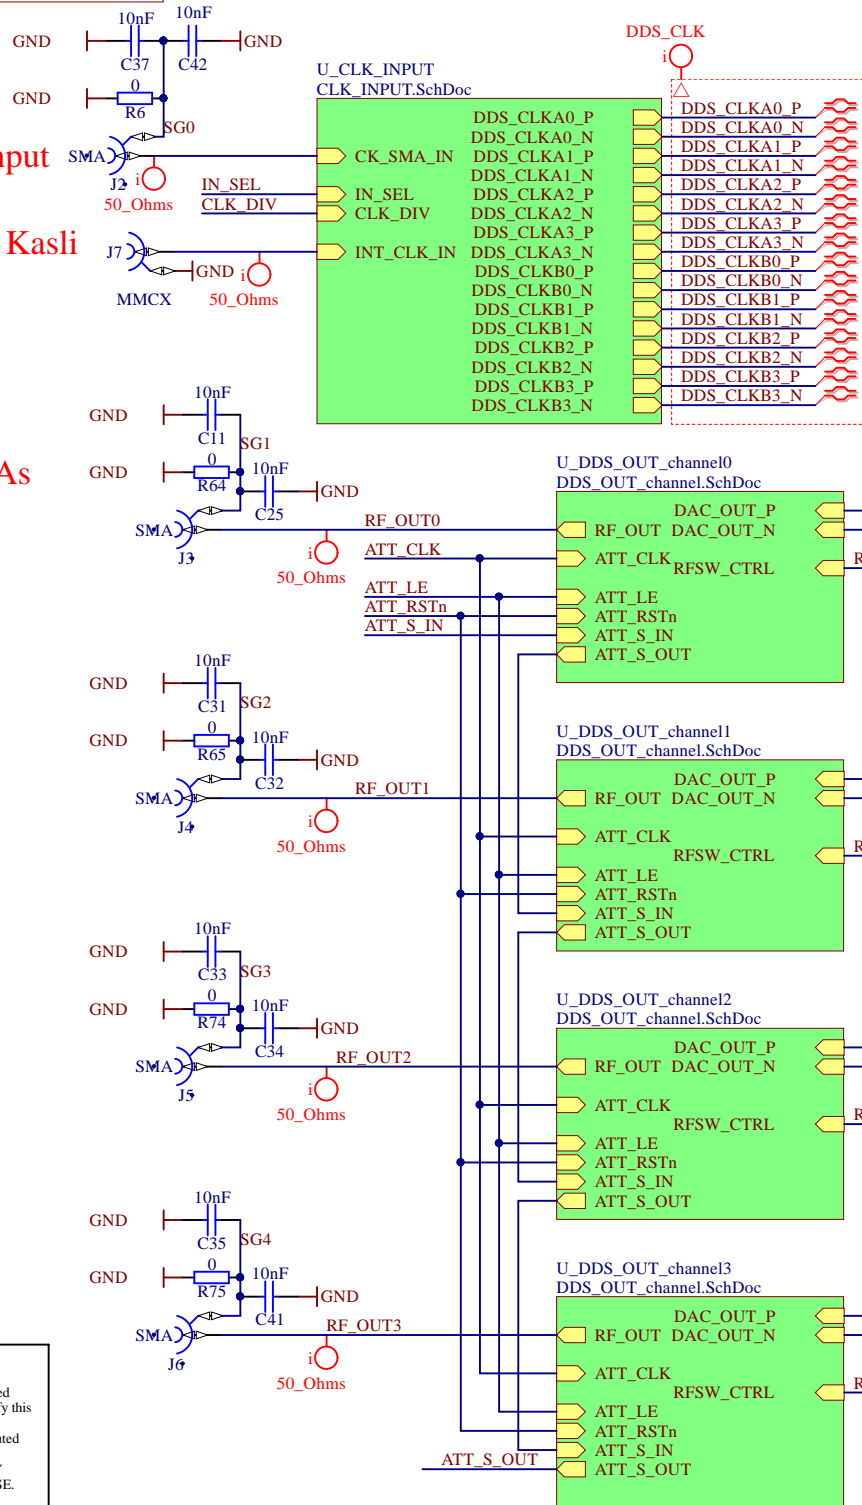 10nF 10nF
GND GND
C37 C42
0
GND
R6
SG0
SMA
J2
i
50_Ohms
Kasli
J7
GND
i
50_Ohms
MMCX
IN_SEL
CLK_DIV
U_CLK_INPUT
CLK_INPUT.SchDoc
CK_SMA_IN
IN_SEL
CLK_DIV
INT_CLK_IN
DDS_CLKA0_P
DDS_CLKA0_N
DDS_CLKA1_P
DDS_CLKA1_N
DDS_CLKA2_P
DDS_CLKA2_N
DDS_CLKA3_P
DDS_CLKA3_N
DDS_CLKB0_P
DDS_CLKB0_N
DDS_CLKB1_P
DDS_CLKB1_N
DDS_CLKB2_P
DDS_CLKB2_N
DDS_CLKB3_P
DDS_CLKB3_N
DDS_CLK
i
DDS_CLKA0_P
DDS_CLKA0_N
DDS_CLKA1_P
DDS_CLKA1_N
DDS_CLKA2_P
DDS_CLKA2_N
DDS_CLKA3_P
DDS_CLKA3_N
DDS_CLKB0_P
DDS_CLKB0_N
DDS_CLKB1_P
DDS_CLKB1_N
DDS_CLKB2_P
DDS_CLKB2_N
DDS_CLKB3_P
DDS_CLKB3_N
10nF
GND
C11
SG1
0
GND
R64
10nF
GND
C25
SMA
J3
RF_OUT0
i
50_Ohms
ATT_CLK
ATT_LE
ATT_RSTn
ATT_S_IN
U_DDS_OUT_channel0
DDS_OUT_channel.SchDoc
DAC_OUT_P
RF_OUT DAC_OUT_N
ATT_CLK
RFSW_CTRL
ATT_LE
ATT_RSTn
ATT_S_IN
ATT_S_OUT
10nF
GND
C31
SG2
0
GND
R65
10nF
GND
C32
SMA
J4
RF_OUT1
i
50_Ohms
U_DDS_OUT_channel1
DDS_OUT_channel.SchDoc
DAC_OUT_P
RF_OUT DAC_OUT_N
ATT_CLK
RFSW_CTRL
ATT_LE
ATT_RSTn
ATT_S_IN
ATT_S_OUT
10nF
GND
C33
SG3
0
GND
R74
10nF
GND
C34
SMA
J5
RF_OUT2
i
50_Ohms
U_DDS_OUT_channel2
DDS_OUT_channel.SchDoc
DAC_OUT_P
RF_OUT DAC_OUT_N
ATT_CLK
RFSW_CTRL
ATT_LE
ATT_RSTn
ATT_S_IN
ATT_S_OUT
10nF
GND
C35
SG4
0
GND
R75
10nF
GND
C41
SMA
J6
RF_OUT3
i
50_Ohms
U_DDS_OUT_channel3
DDS_OUT_channel.SchDoc
DAC_OUT_P
RF_OUT DAC_OUT_N
ATT_CLK
RFSW_CTRL
ATT_LE
ATT_RSTn
ATT_S_IN
ATT_S_OUT
ATT_S_OUT
this